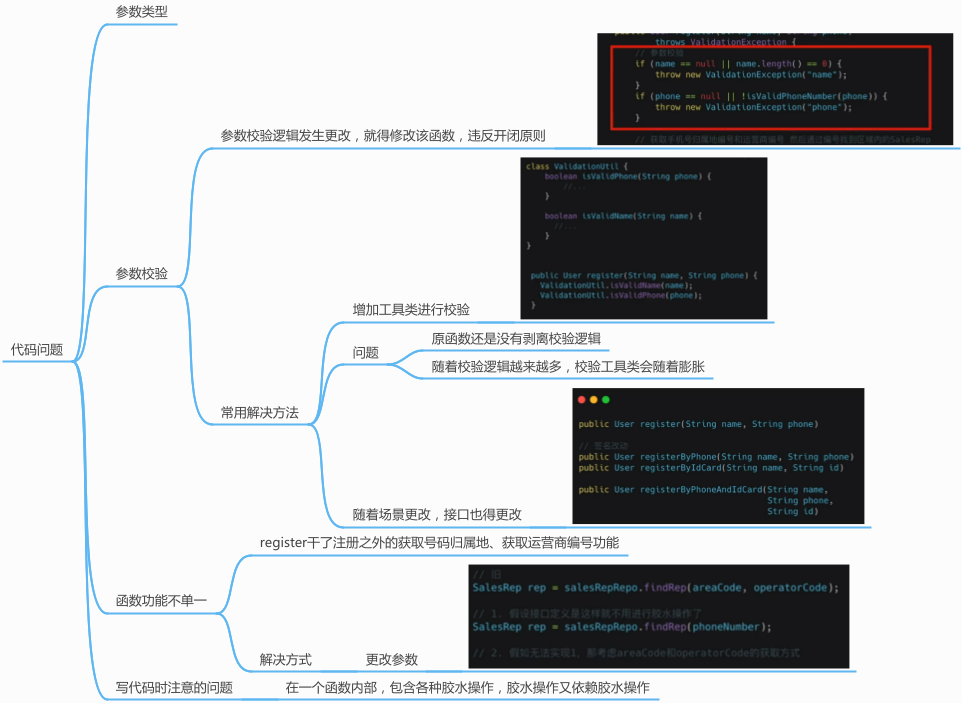 参数类型
public User register(String name, String phone)
throws ValidationException {
// 参数校验
if (name == null || name.length() == 0) {
throw new ValidationException("name");
}
if (phone == null || !isValidPhoneNumber(phone)) {
throw new ValidationException("phone");
}
// 获取手机号归属地编号和运营商编号 然后通过编号找到区域内的SalesRep
参数校验逻辑发生更改，就得修改该函数，违反开闭原则
class ValidationUtil {
boolean isValidPhone(String phone) {
//...
}
boolean isValidName(String name) {
//...
}
}
public User register(String name, String phone) {
ValidationUtil.isValidName(name);
ValidationUtil.isValidPhone(phone);
}
参数校验
增加工具类进行校验
原函数还是没有剥离校验逻辑
代码问题
问题
随着校验逻辑越来越多，校验工具类会随着膨胀
常用解决方法
public User register(String name, String phone)
// 签名改动
public User registerByPhone(String name, String phone)
public User registerByIdCard(String name, String id)
public User registerByPhoneAndIdCard(String name,
String phone,
String id)
随着场景更改，接口也得更改
register干了注册之外的获取号码归属地、获取运营商编号功能
函数功能不单一
// 旧
SalesRep rep = salesRepRepo.findRep(areaCode, operatorCode);
// 1. 假设接口定义是这样就不用进行胶水操作了
SalesRep rep = salesRepRepo.findRep(phoneNumber);
// 2. 假如无法实现1、那考虑areaCode和operatorCode的获取方式
解决方式
更改参数
写代码时注意的问题
在一个函数内部，包含各种胶水操作，胶水操作又依赖胶水操作